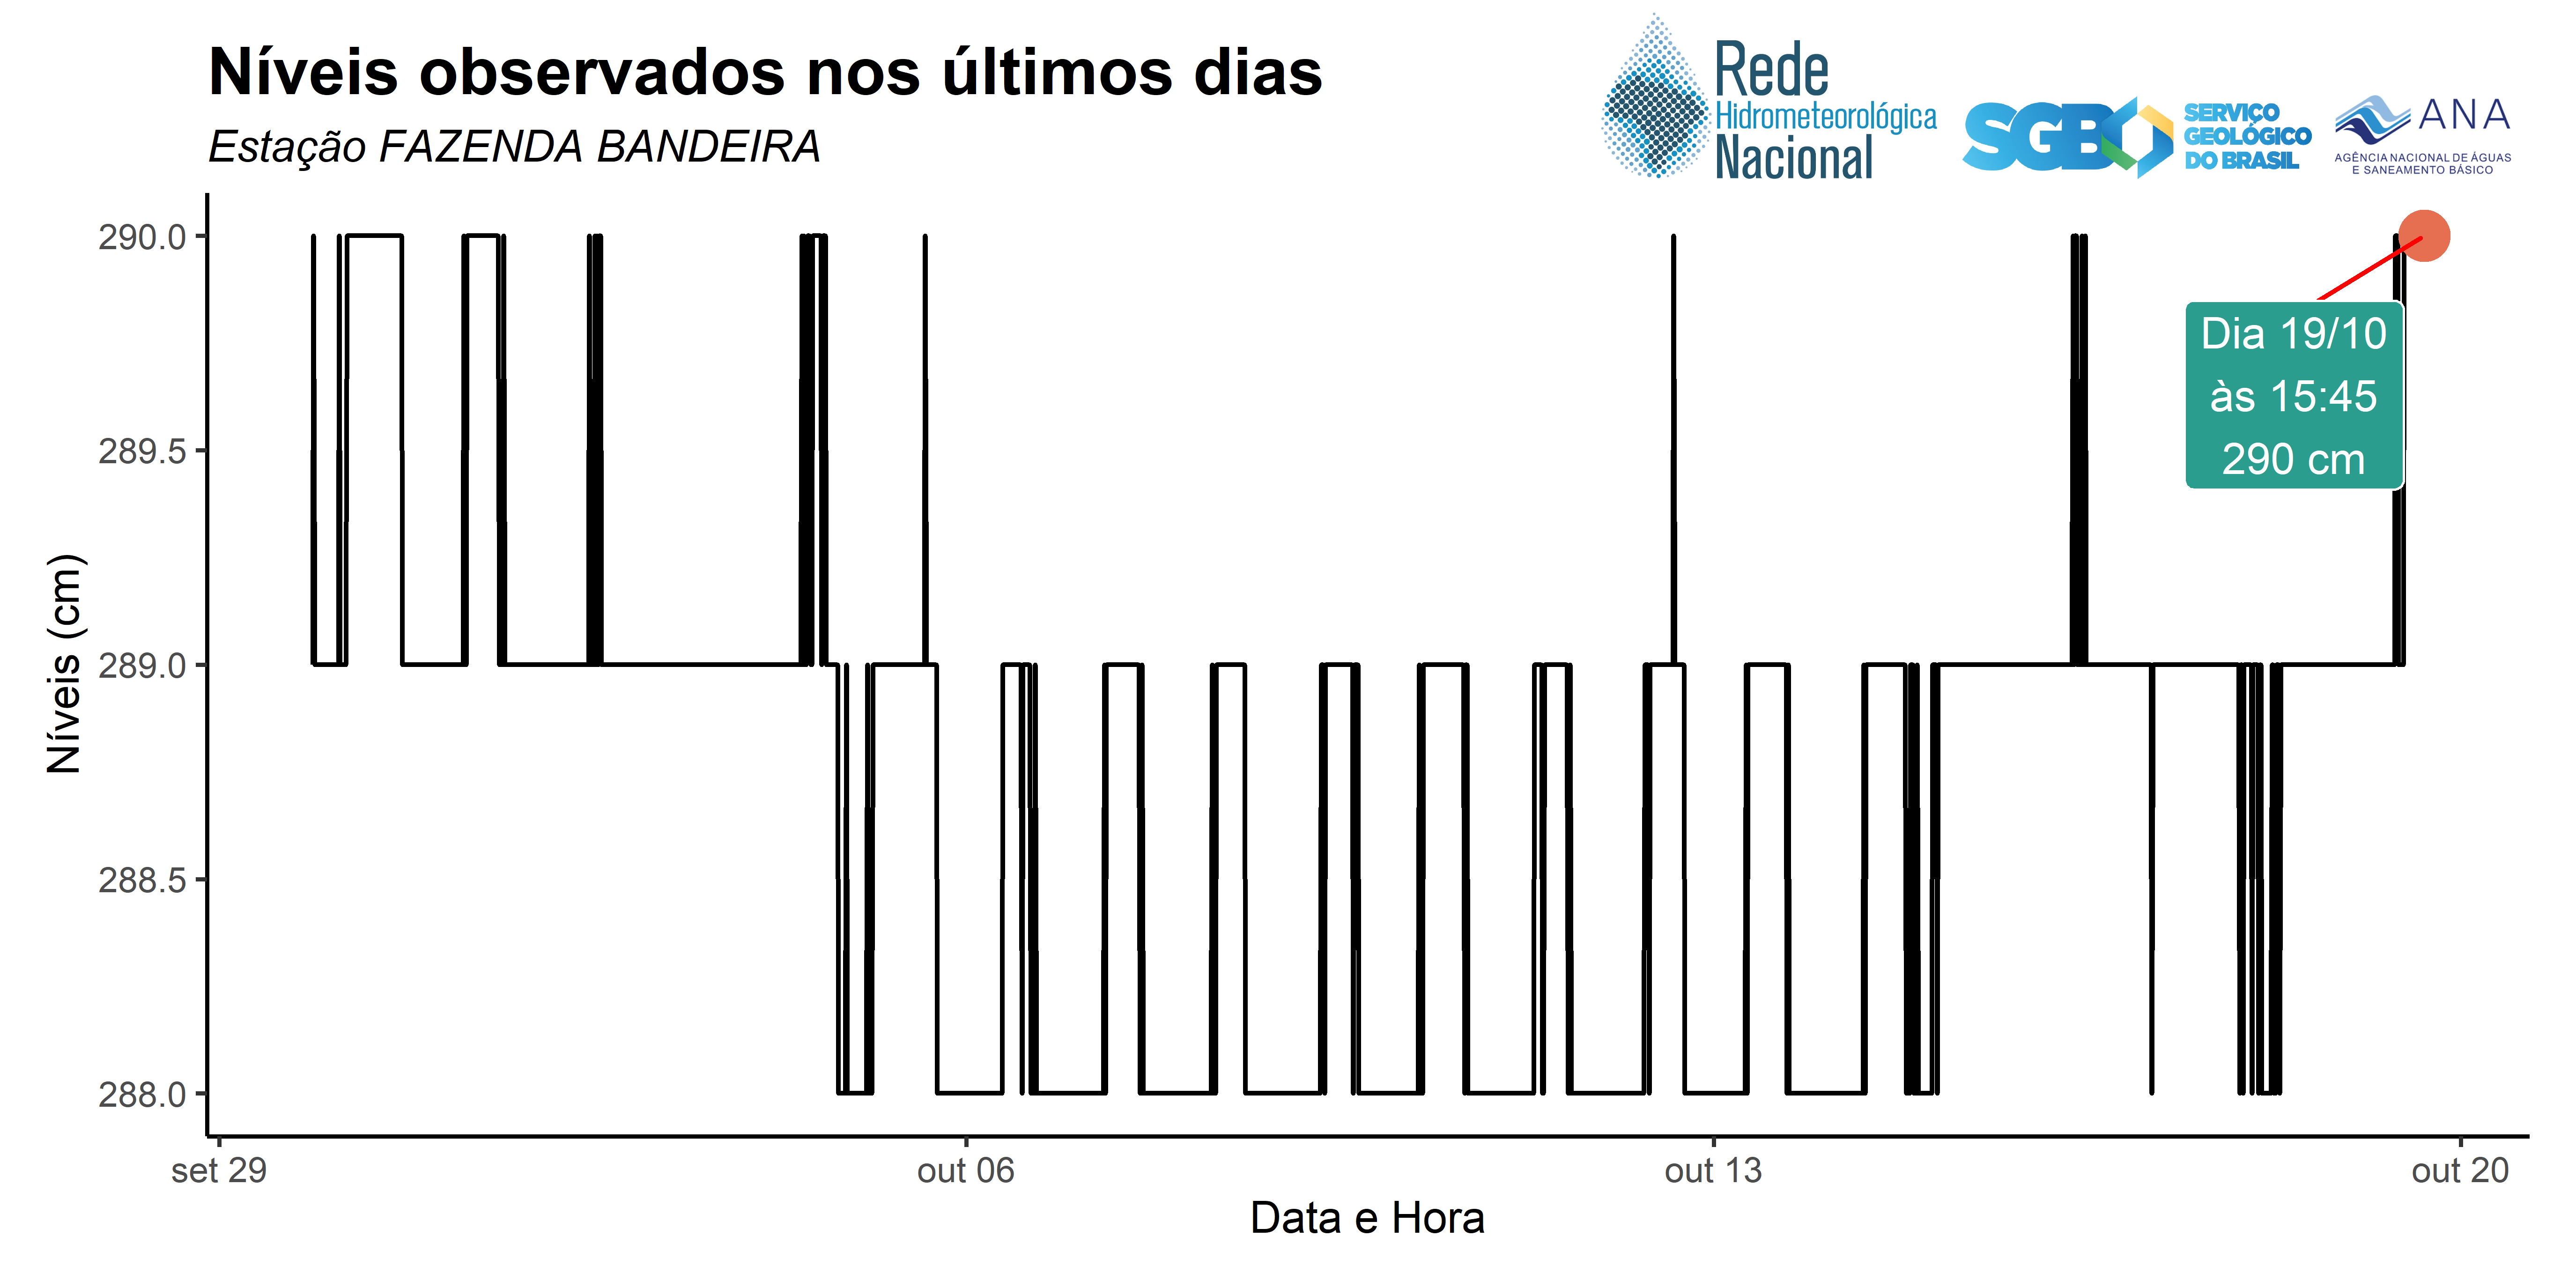 Níveis observados nos últimos dias
Estação FAZENDA BANDEIRA
Rede
Hidrometeorológica
Nacional
SGB
SERVIÇO
GEOLÓGICO
DO BRASIL
ANA
AGÊNCIA NACIONAL DE ÁGUAS
E SANEAMENTO BÁSICO
290.0
289.5
289.0
288.5
288.0
Níveis (cm)
Dia 19/10
às 15:45
290 cm
set 29
out 06
out 13
out 20
Data e Hora